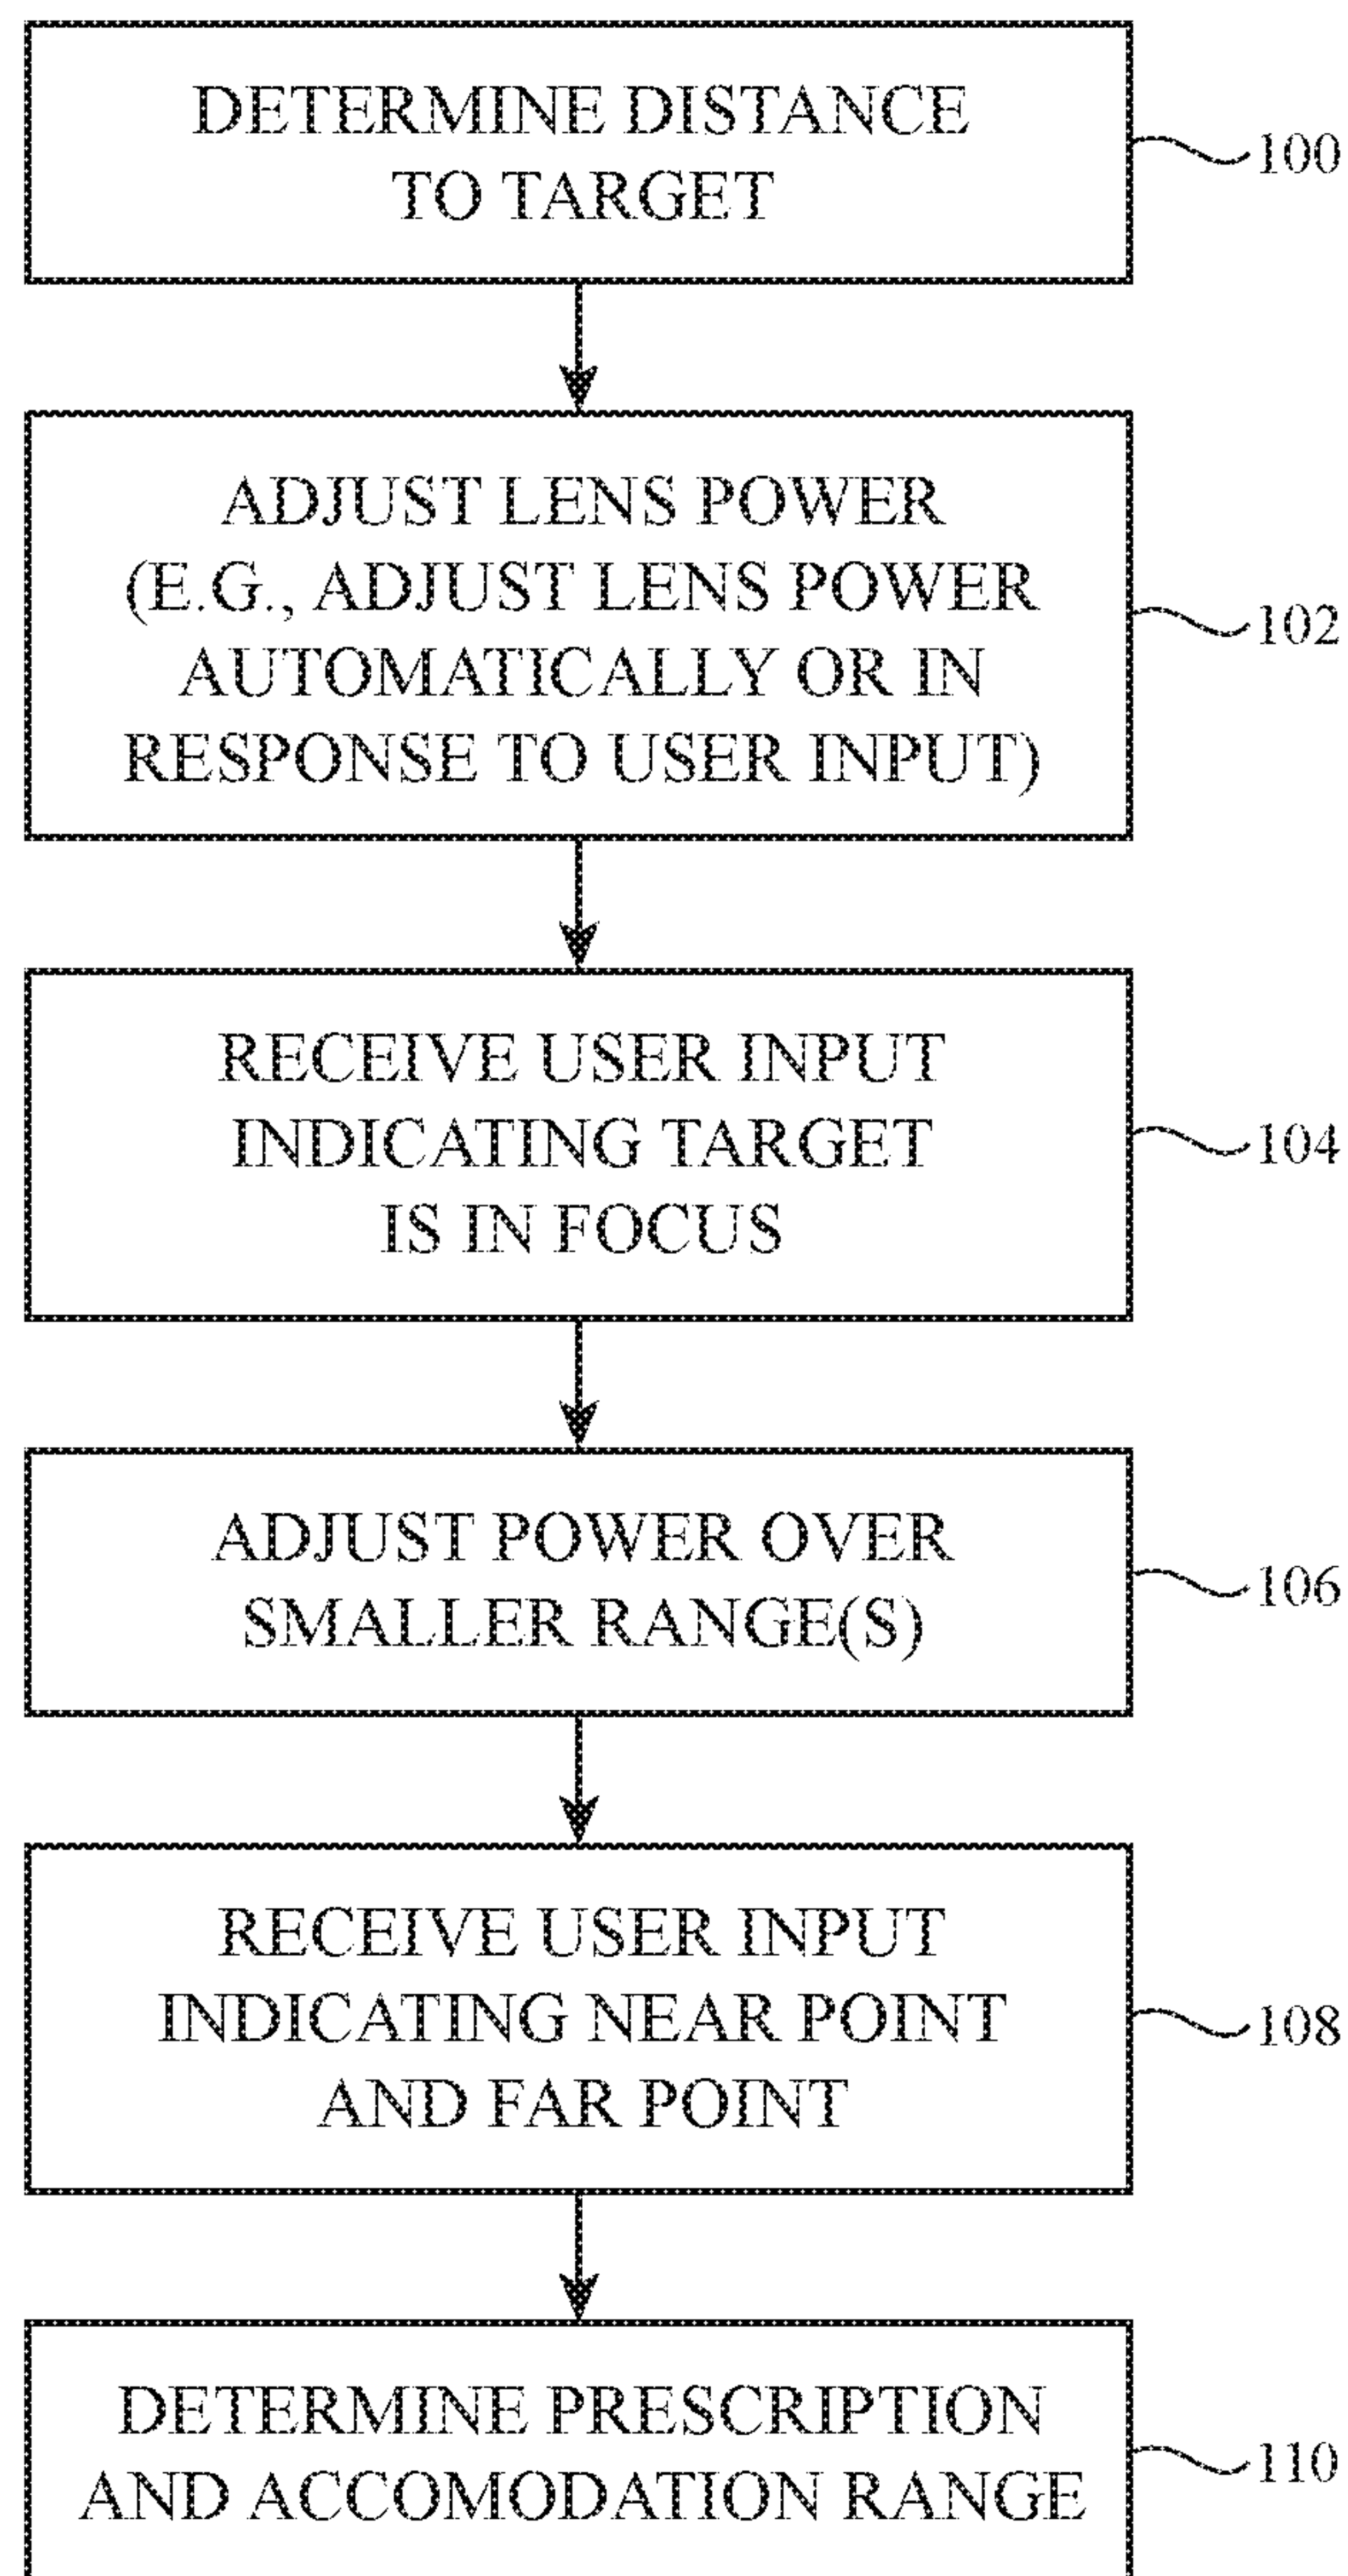 DETERMINE DISTANCE
TO TARGET
100
ADJUST LENS POWER
(E.G., ADJUST LENS POWER
AUTOMATICALLY OR IN
RESPONSE TO USER INPUT)
102
RECEIVE USER INPUT
INDICATING TARGET
IS IN FOCUS
104
ADJUST POWER OVER
SMALLER RANGE(S)
106
RECEIVE USER INPUT
INDICATING NEAR POINT
AND FAR POINT
108
DETERMINE PRESCRIPTION
AND ACCOMODATION RANGE
110